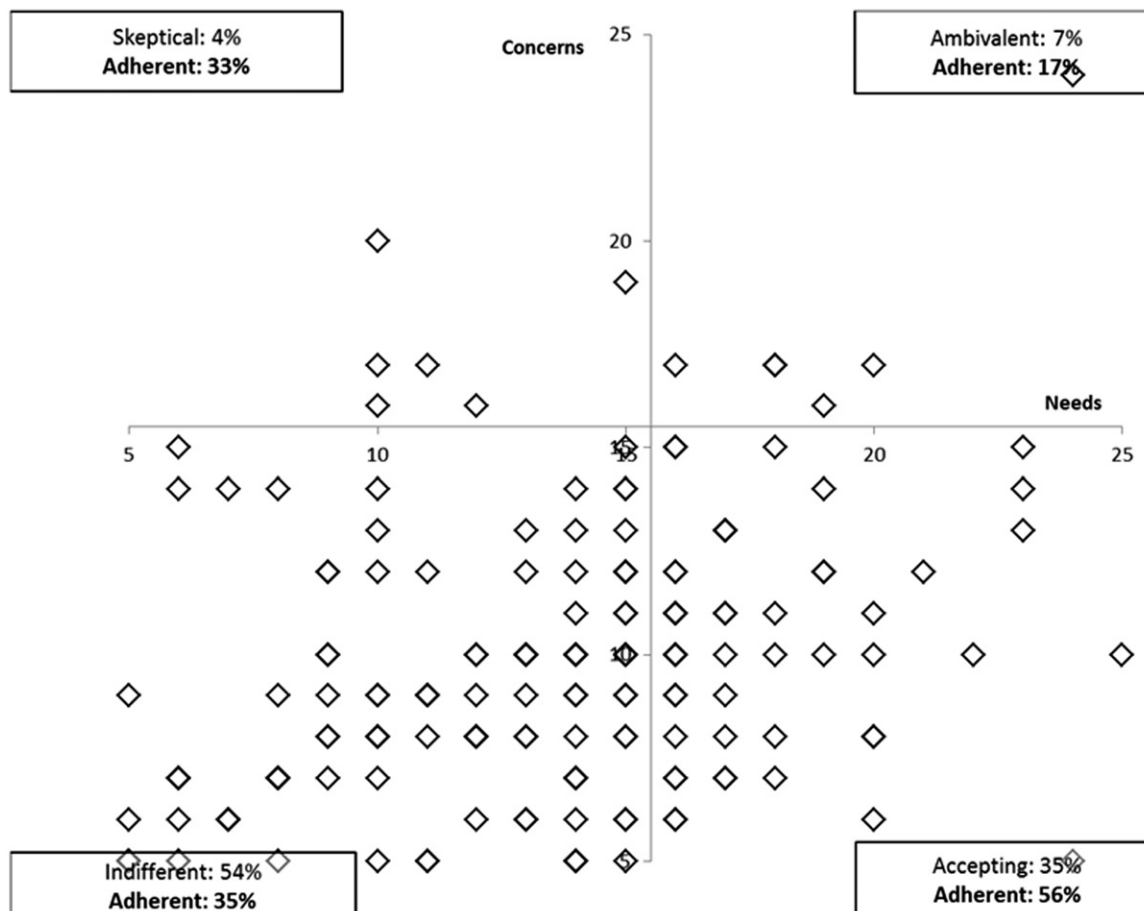 Skeptical: 4%
Adherent: 33%
Concerns
25
Ambivalent: 7%
Adherent: 17%
20
Needs
5
10
15
15
20
25
10
5
Indifferent: 54%
Adherent: 35%
Accepting: 35%
Adherent: 56%